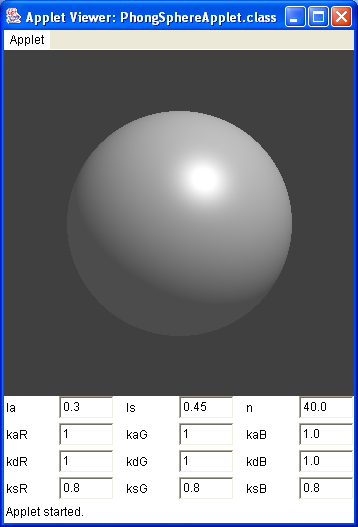 Applet Viewer: PhongSphereApplet.class
Applet
Ia 0.3 Is 0.45 n 40.0
kaR 1 kaG 1 kaB 1.0
kdR 1 kdG 1 kdB 1.0
ksR 0.8 ksG 0.8 ksB 0.8
Applet started.